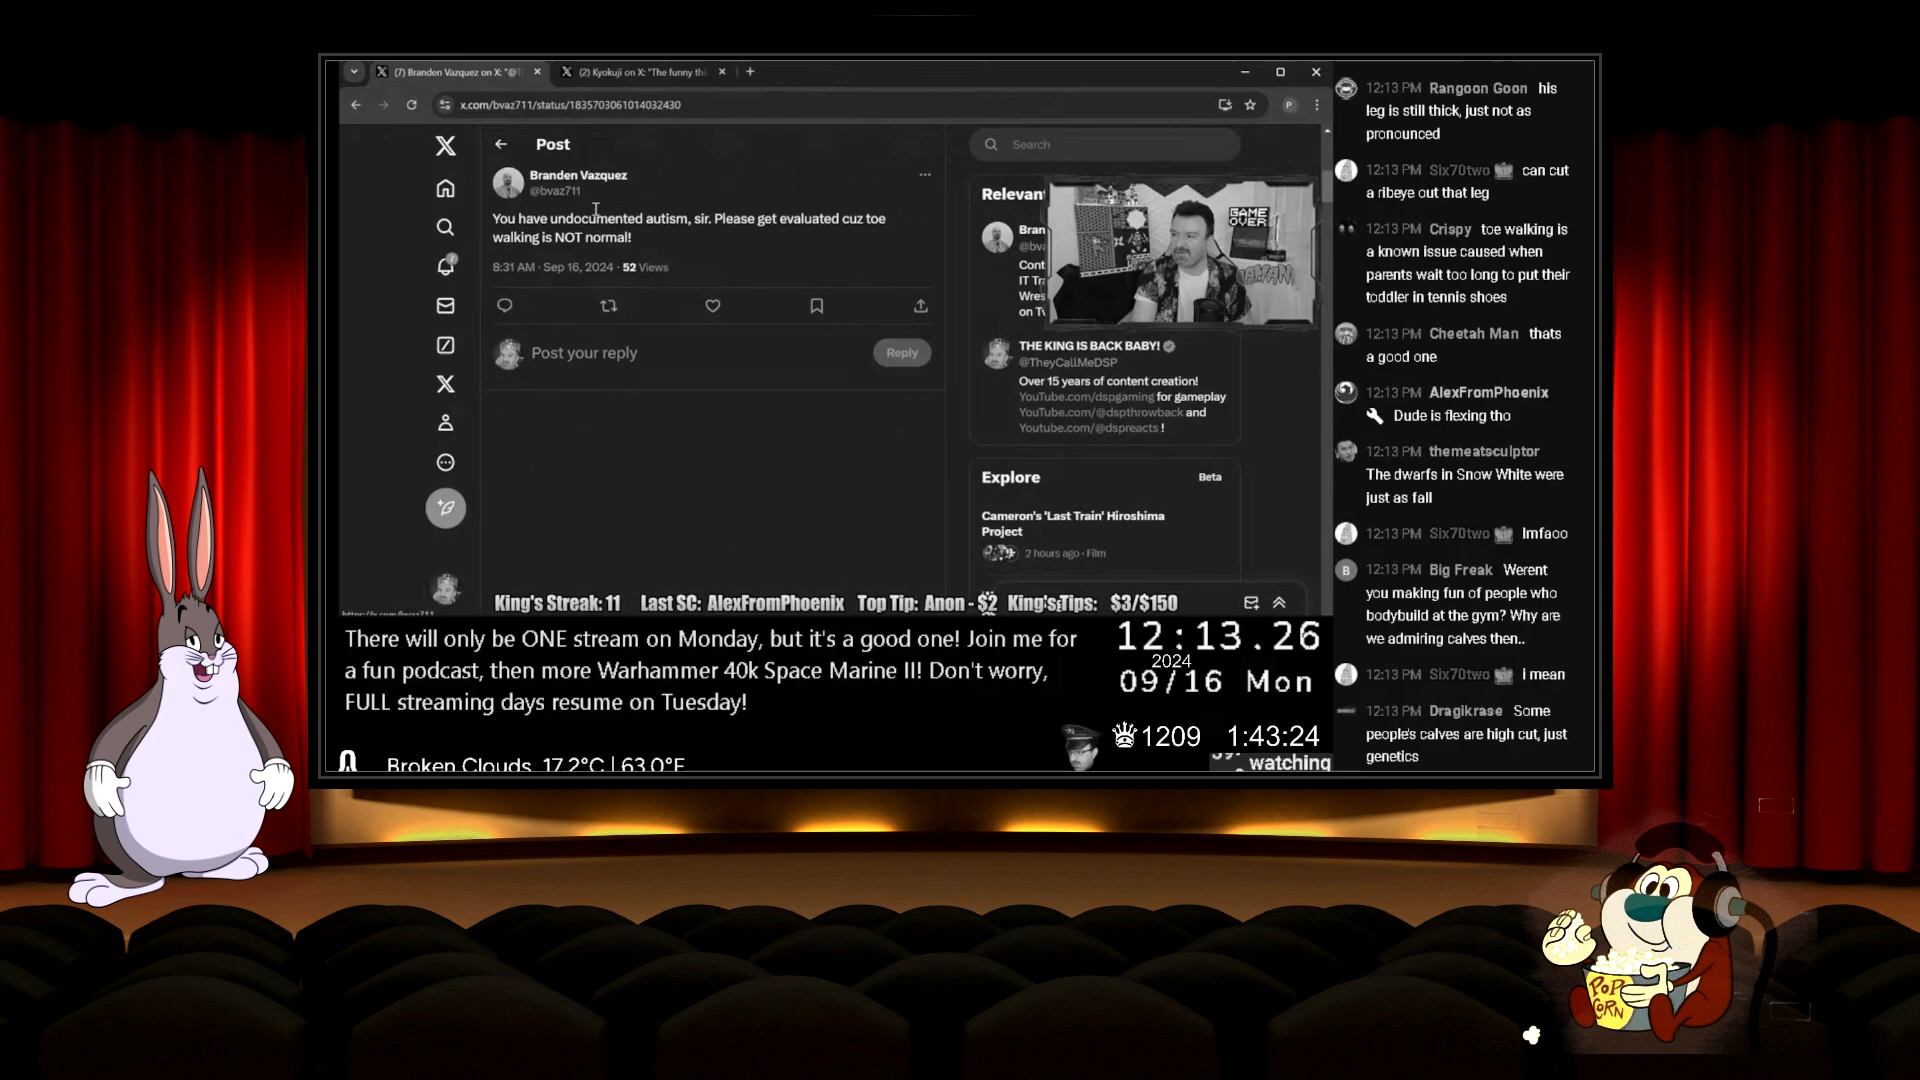 (7) Branden Vazquez on X: "@T
(2) Kyokuji on X: "The funny thi
x.com/bvaz711/status/1835703061014032430
P
Post
Branden Vazquez
@bvaz711
You have undocumented autism, sir. Please get evaluated cuz toe
walking is NOT normal!
8:31 AM · Sep 16, 2024 · 52 Views
Post your reply
Reply
Search
Relevan
Bran
@bva
Cont
IT Tra
Wres
on Tv
GAME
OVER
THE KING IS BACK BABY!
@TheyCallMeDSP
Over 15 years of content creation!
YouTube.com/dspgaming for gameplay
YouTube.com/@dspthrowback and
Youtube.com/@dspreacts !
Explore
Beta
Cameron's 'Last Train' Hiroshima
Project
2 hours ago · Film
King's Streak: 11 Last SC: AlexFromPhoenix Top Tip: Anon - $2 King's Tips: $3/$150
There will only be ONE stream on Monday, but it's a good one! Join me for
a fun podcast, then more Warhammer 40k Space Marine II! Don't worry,
FULL streaming days resume on Tuesday!
12:13.26
2024
09/16 Mon
1209 1:43:24
watching
Broken Clouds 17.2°C | 63.0°F
12:13 PM Rangoon Goon his
leg is still thick, just not as
pronounced
12:13 PM Six70two can cut
a ribeye out that leg
12:13 PM Crispy toe walking is
a known issue caused when
parents wait too long to put their
toddler in tennis shoes
12:13 PM Cheetah Man thats
a good one
12:13 PM AlexFromPhoenix
Dude is flexing tho
12:13 PM themeatsculptor
The dwarfs in Snow White were
just as fall
12:13 PM Six70two lmfaoo
B
12:13 PM Big Freak Werent
you making fun of people who
bodybuild at the gym? Why are
we admiring calves then..
12:13 PM Six70two i mean
12:13 PM Dragikrase Some
people's calves are high cut, just
genetics
POP
CORN